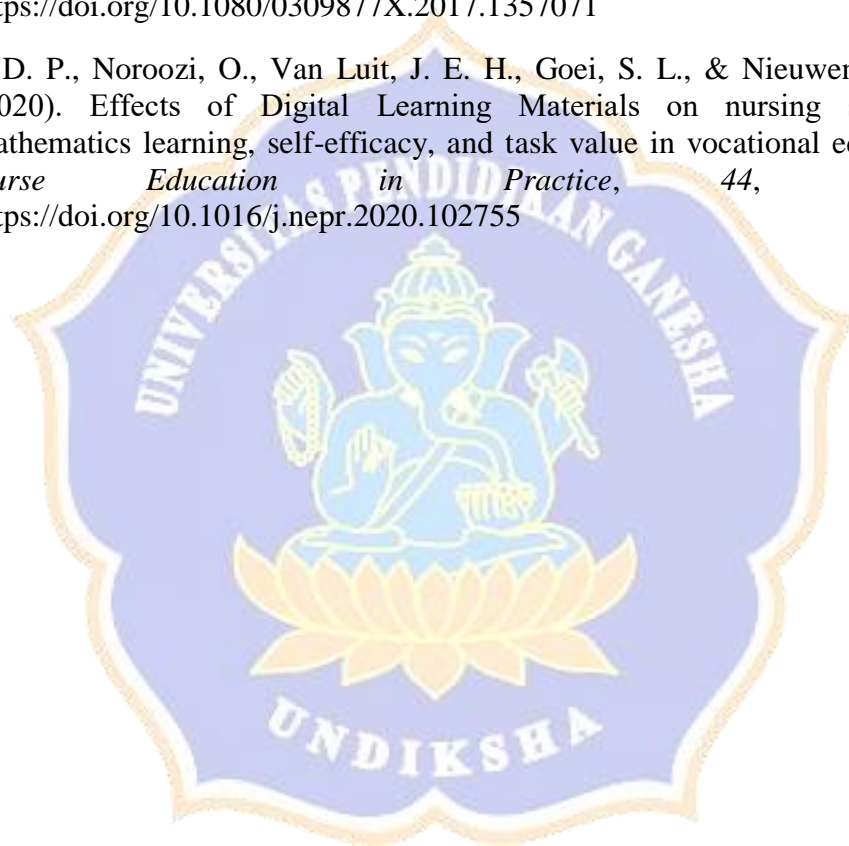 tps://doi.org/10.1080/0309877X.2017.1357071
D. P., Noroozi, O., Van Luit, J. E. H., Goei, S. L., & Nieuwen
020). Effects of Digital Learning Materials on nursing s
athematics learning, self-efficacy, and task value in vocational ed
urse Education in Practice, 44,
tps://doi.org/10.1016/j.nepr.2020.102755
UNIVERSITAS PENDIDIKAN GANESHA
UNDIKSHA